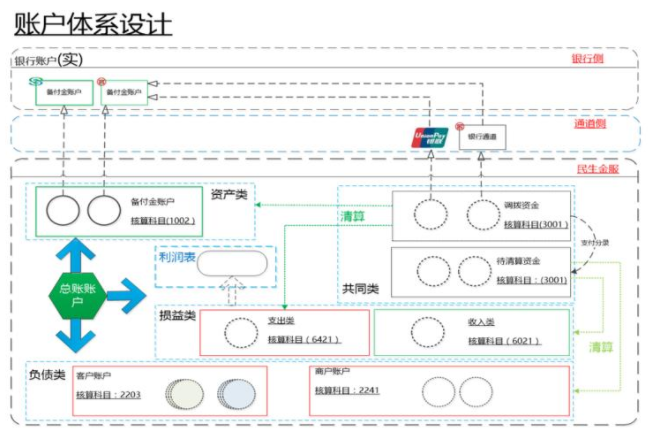 账户体系设计
银行账户(实)
银行侧
备付金账户
备付金账户
通道侧
UnionPay
银联
银行通道
民生金服
资产类
备付金账户
核算科目(1002)
调拨资金
核算科目(3001)
清算
支付分录
利润表
待清算资金
核算科目：(3001)
共同类
总账账户
损益类
支出类
核算科目（6421）
收入类
核算科目（6021）
清算
负债类
客户账户
核算科目：2203
商户账户
核算科目：2241